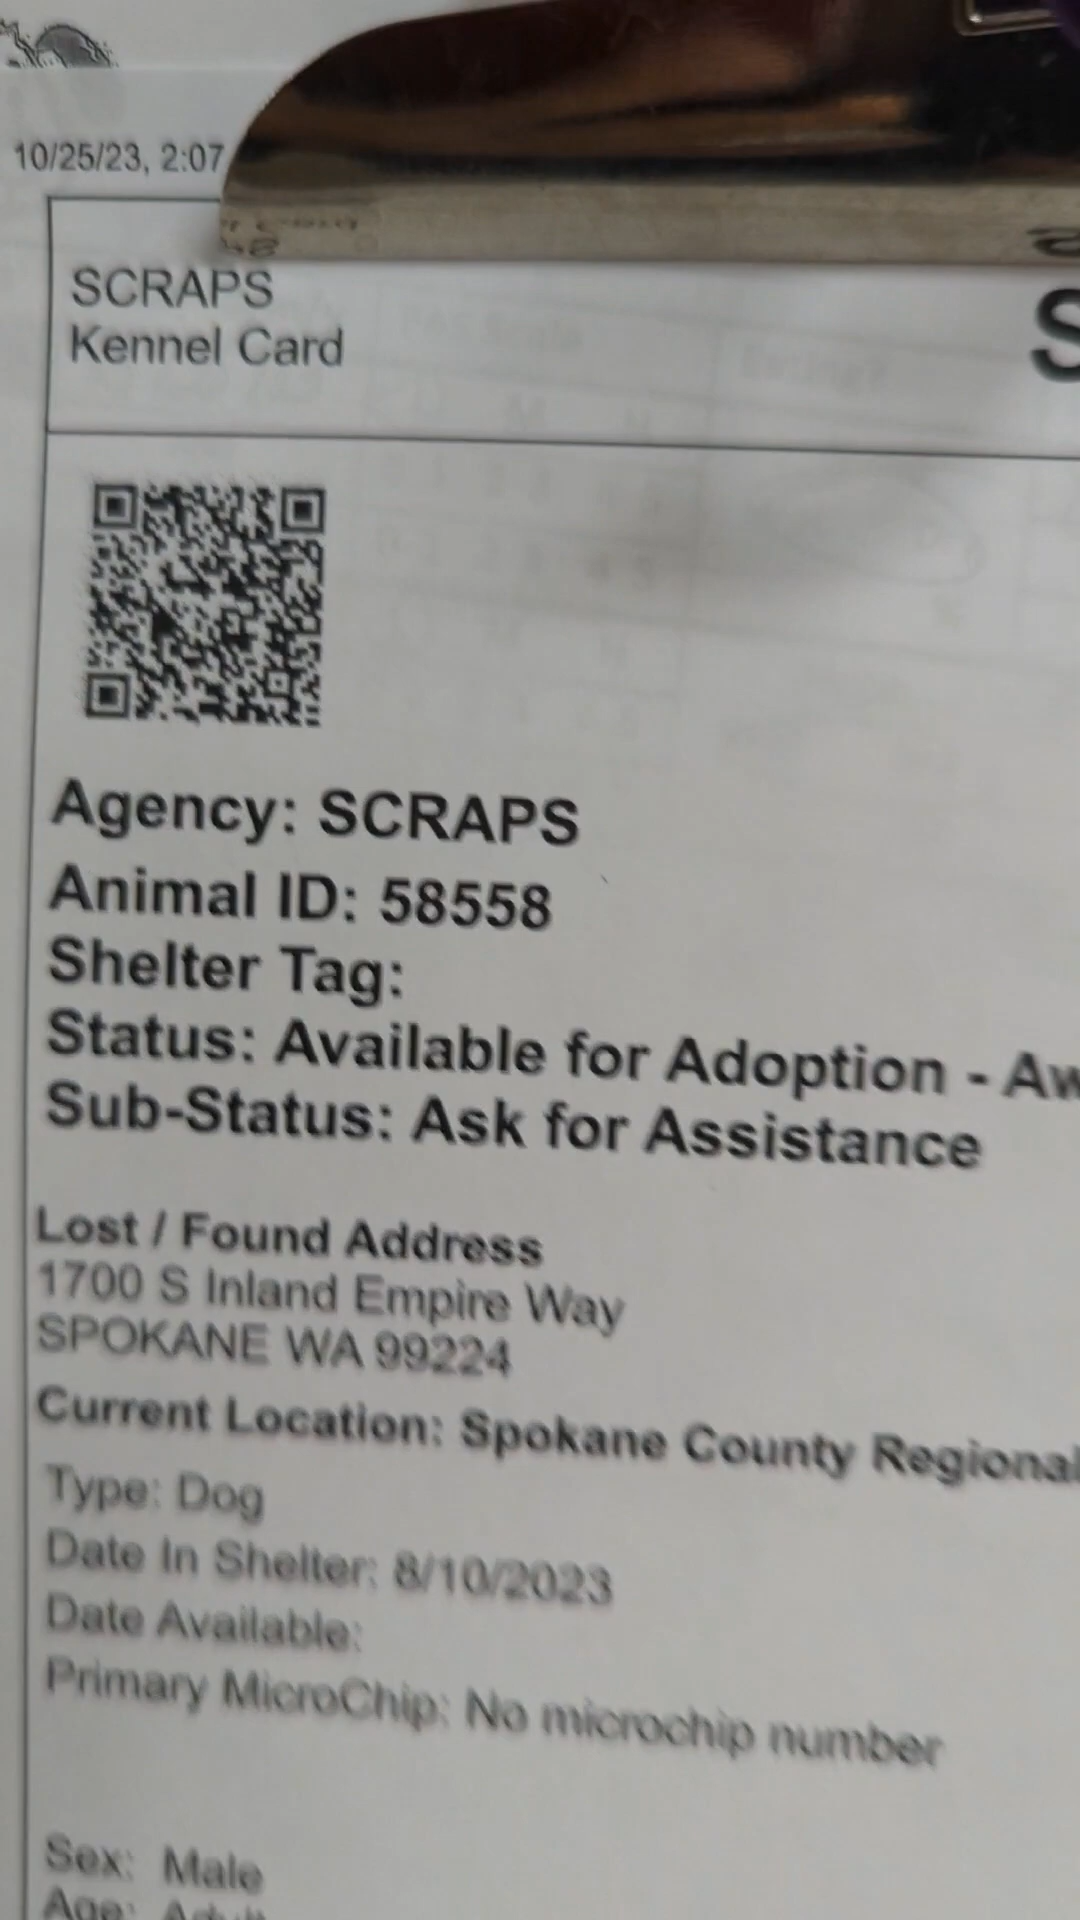 10/25/23, 2:07
SCRAPS
Kennel Card
S
Agency: SCRAPS
Animal ID: 58558
Shelter Tag:
Status: Available for Adoption - Aw
Sub-Status: Ask for Assistance
Lost / Found Address
1700 S Inland Empire Way
SPOKANE WA 99224
Current Location: Spokane County Regional
Type: Dog
Date In Shelter: 8/10/2023
Date Available:
Primary MicroChip: No microchip number
Sex: Male
Age: